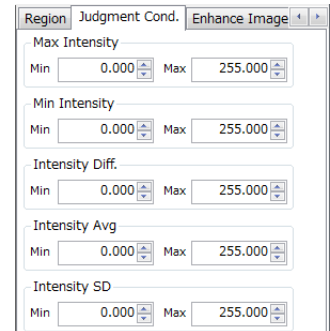 Region Judgment Cond. Enhance Image
Max Intensity
Min 0.000 Max 255.000
Min Intensity
Min 0.000 Max 255.000
Intensity Diff.
Min 0.000 Max 255.000
Intensity Avg
Min 0.000 Max 255.000
Intensity SD
Min 0.000 Max 255.000